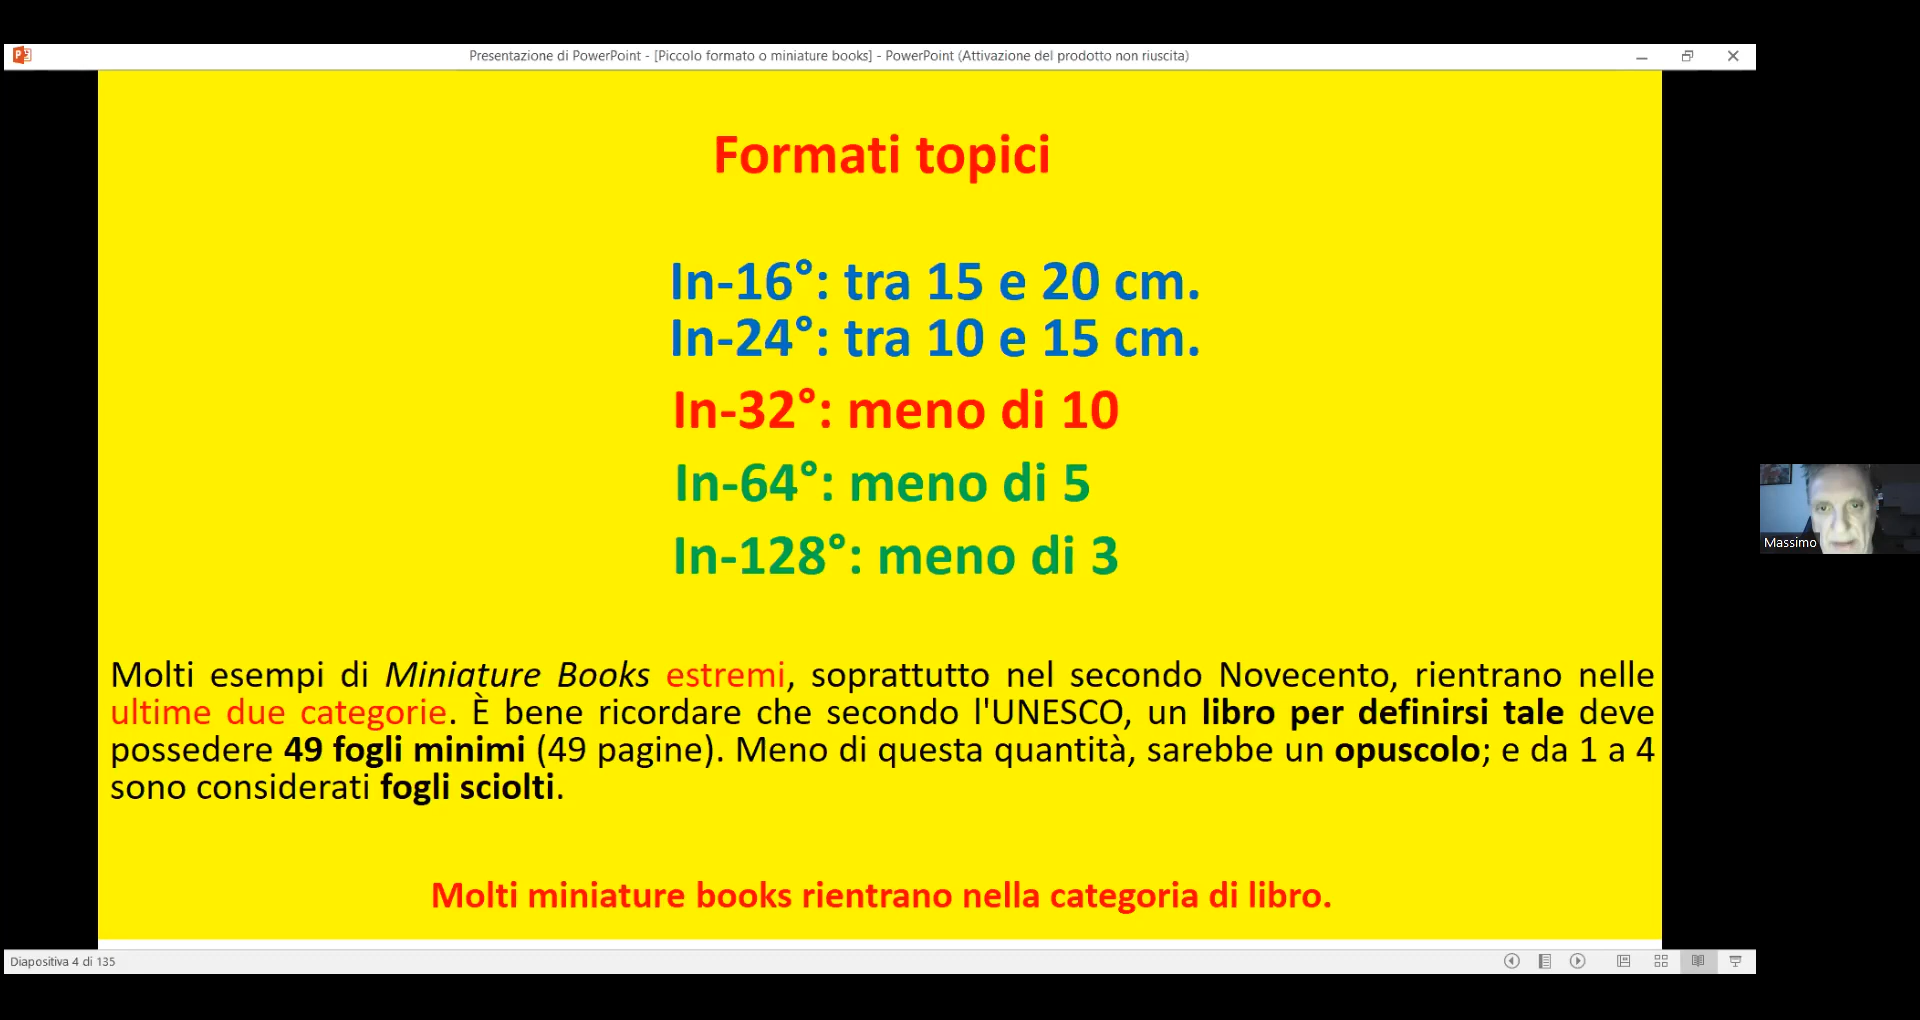 Presentazione di PowerPoint - [Piccolo formato o miniature books] - PowerPoint (Attivazione del prodotto non riuscita)
Formati topici
In-16°: tra 15 e 20 cm.
In-24°: tra 10 e 15 cm.
In-32°: meno di 10
In-64°: meno di 5
In-128°: meno di 3
Massimo
Molti esempi di Miniature Books estremi, soprattutto nel secondo Novecento, rientrano nelle
ultime due categorie. È bene ricordare che secondo l'UNESCO, un libro per definirsi tale deve
possedere 49 fogli minimi (49 pagine). Meno di questa quantità, sarebbe un opuscolo; e da 1 a 4
sono considerati fogli sciolti.
Molti miniature books rientrano nella categoria di libro.
Diapositiva 4 di 135